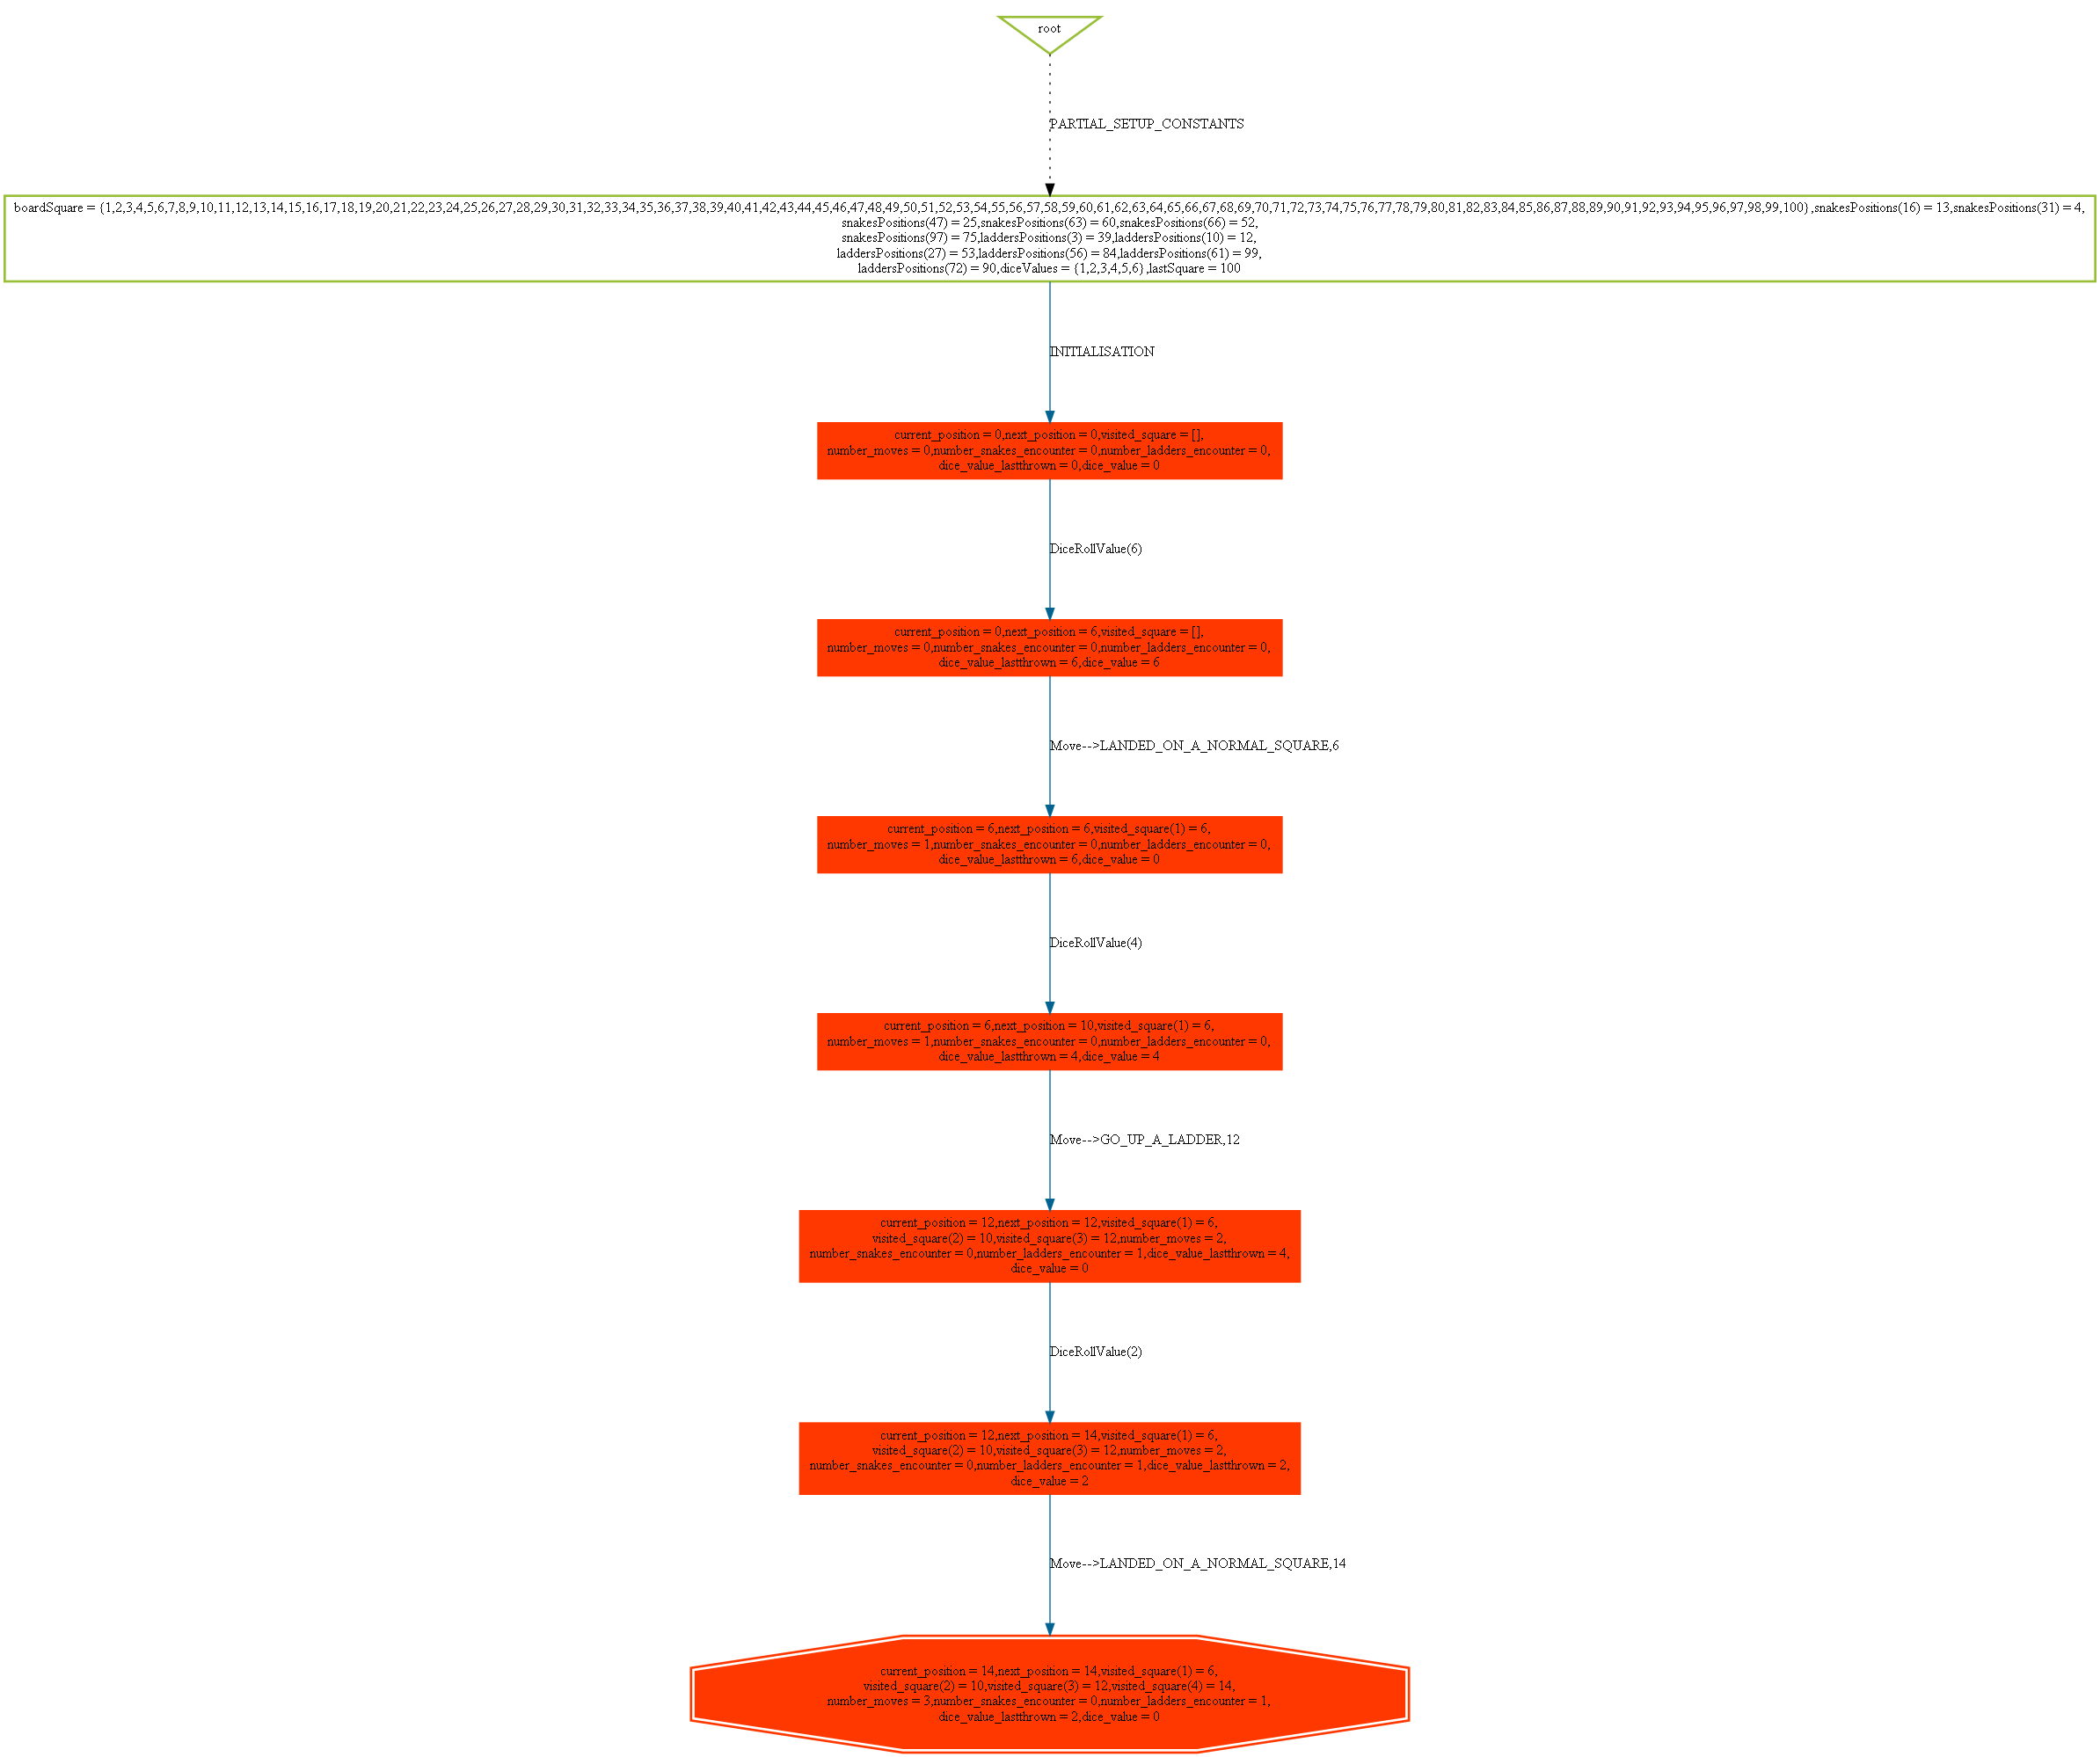 root
PARTIAL_SETUP_CONSTANTS
boardSquare = {1,2,3,4,5,6,7,8,9,10,11,12,13,14,15,16,17,18,19,20,21,22,23,24,25,26,27,28,29,30,31,32,33,34,35,36,37,38,39,40,41,42,43,44,45,46,47,48,49,50,51,52,53,54,55,56,57,58,59,60,61,62,63,64,65,66,67,68,69,70,71,72,73,74,75,76,77,78,79,80,81,82,83,84,85,86,87,88,89,90,91,92,93,94,95,96,97,98,99,100},snakesPositions(16) = 13,snakesPositions(31) = 4,
snakesPositions(47) = 25,snakesPositions(63) = 60,snakesPositions(66) = 52,
snakesPositions(97) = 75,laddersPositions(3) = 39,laddersPositions(10) = 12,
laddersPositions(27) = 53,laddersPositions(56) = 84,laddersPositions(61) = 99,
laddersPositions(72) = 90,diceValues = {1,2,3,4,5,6},lastSquare = 100
INITIALISATION
current_position = 0,next_position = 0,visited_square = [],
number_moves = 0,number_snakes_encounter = 0,number_ladders_encounter = 0,
dice_value_lastthrown = 0,dice_value = 0
DiceRollValue(6)
current_position = 0,next_position = 6,visited_square = [],
number_moves = 0,number_snakes_encounter = 0,number_ladders_encounter = 0,
dice_value_lastthrown = 6,dice_value = 6
Move-->LANDED_ON_A_NORMAL_SQUARE,6
current_position = 6,next_position = 6,visited_square(1) = 6,
number_moves = 1,number_snakes_encounter = 0,number_ladders_encounter = 0,
dice_value_lastthrown = 6,dice_value = 0
DiceRollValue(4)
current_position = 6,next_position = 10,visited_square(1) = 6,
number_moves = 1,number_snakes_encounter = 0,number_ladders_encounter = 0,
dice_value_lastthrown = 4,dice_value = 4
Move-->GO_UP_A_LADDER,12
current_position = 12,next_position = 12,visited_square(1) = 6,
visited_square(2) = 10,visited_square(3) = 12,number_moves = 2,
number_snakes_encounter = 0,number_ladders_encounter = 1,dice_value_lastthrown = 4,
dice_value = 0
DiceRollValue(2)
current_position = 12,next_position = 14,visited_square(1) = 6,
visited_square(2) = 10,visited_square(3) = 12,number_moves = 2,
number_snakes_encounter = 0,number_ladders_encounter = 1,dice_value_lastthrown = 2,
dice_value = 2
Move-->LANDED_ON_A_NORMAL_SQUARE,14
current_position = 14,next_position = 14,visited_square(1) = 6,
visited_square(2) = 10,visited_square(3) = 12,visited_square(4) = 14,
number_moves = 3,number_snakes_encounter = 0,number_ladders_encounter = 1,
dice_value_lastthrown = 2,dice_value = 0